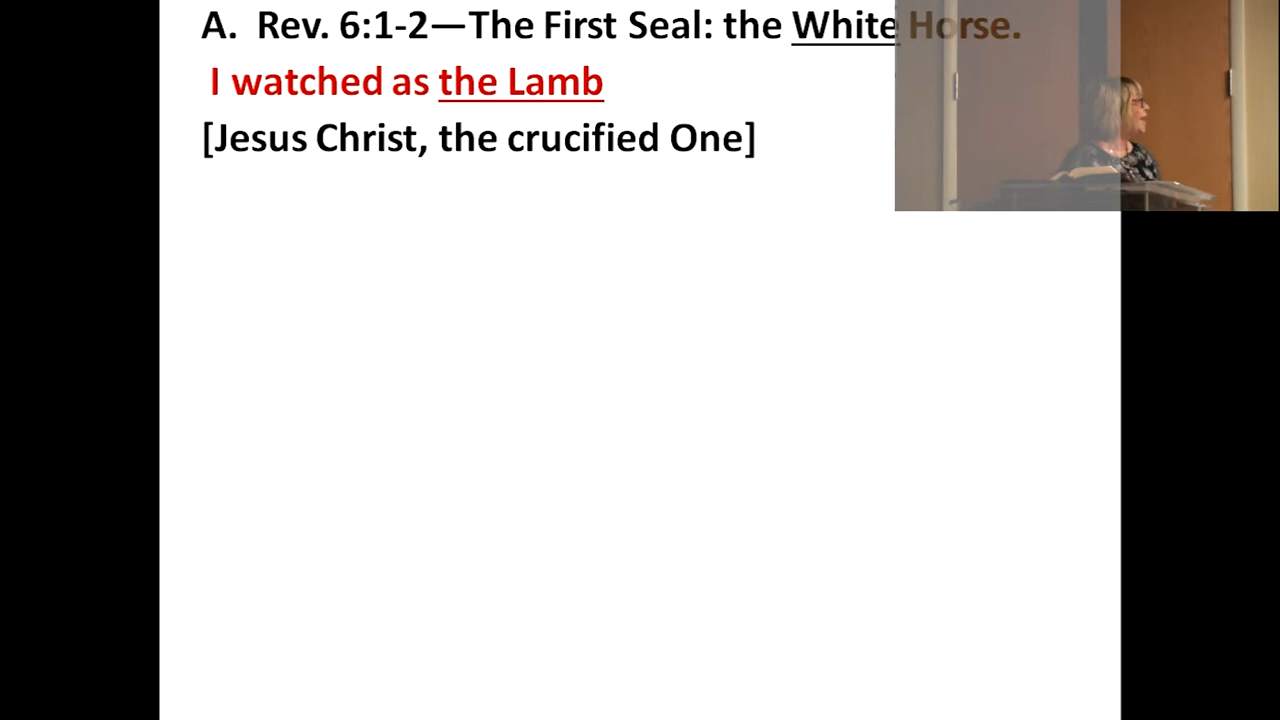 A. Rev. 6:1-2—The First Seal: the White Horse.
I watched as the Lamb
[Jesus Christ, the crucified One]